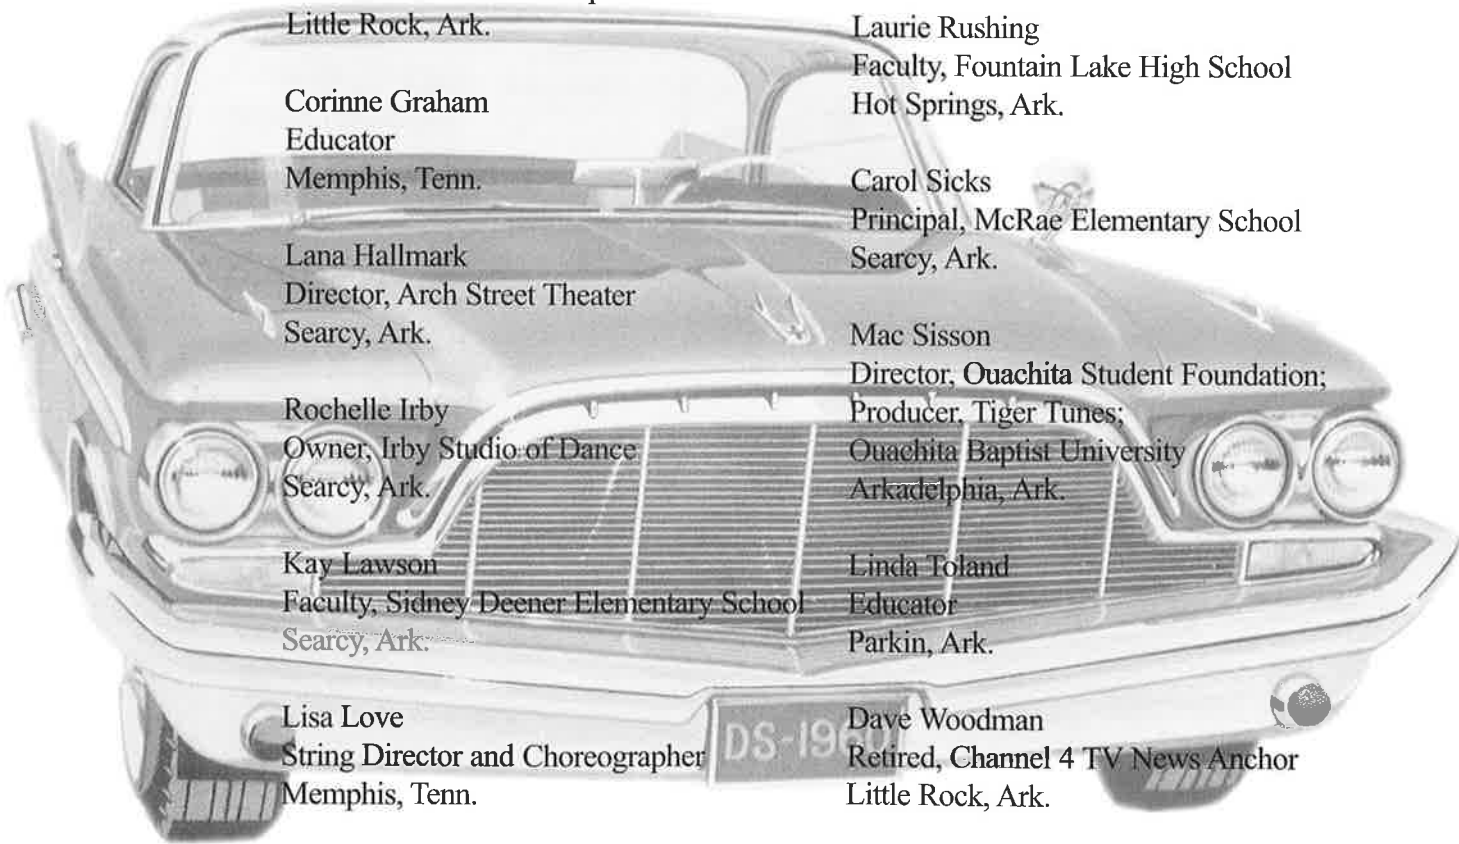 Little Rock, Ark.
Corinne Graham
Educator
Memphis, Tenn.
Lana Hallmark
Director, Arch Street Theater
Searcy, Ark.
Rochelle Irby
Owner, Irby Studio of Dance
Searcy, Ark.
Kay Lawson
Faculty, Sidney Deener Elementary School
Searcy, Ark.
Lisa Love
String Director and Choreographer
Memphis, Tenn.
Laurie Rushing
Faculty, Fountain Lake High School
Hot Springs, Ark.
Carol Sicks
Principal, McRae Elementary School
Searcy, Ark.
Mac Sisson
Director, Ouachita Student Foundation;
Producer, Tiger Tunes;
Ouachita Baptist University
Arkadelphia, Ark.
Linda Toland
Educator
Parkin, Ark.
Dave Woodman
Retired, Channel 4 TV News Anchor
Little Rock, Ark.
DS-1960